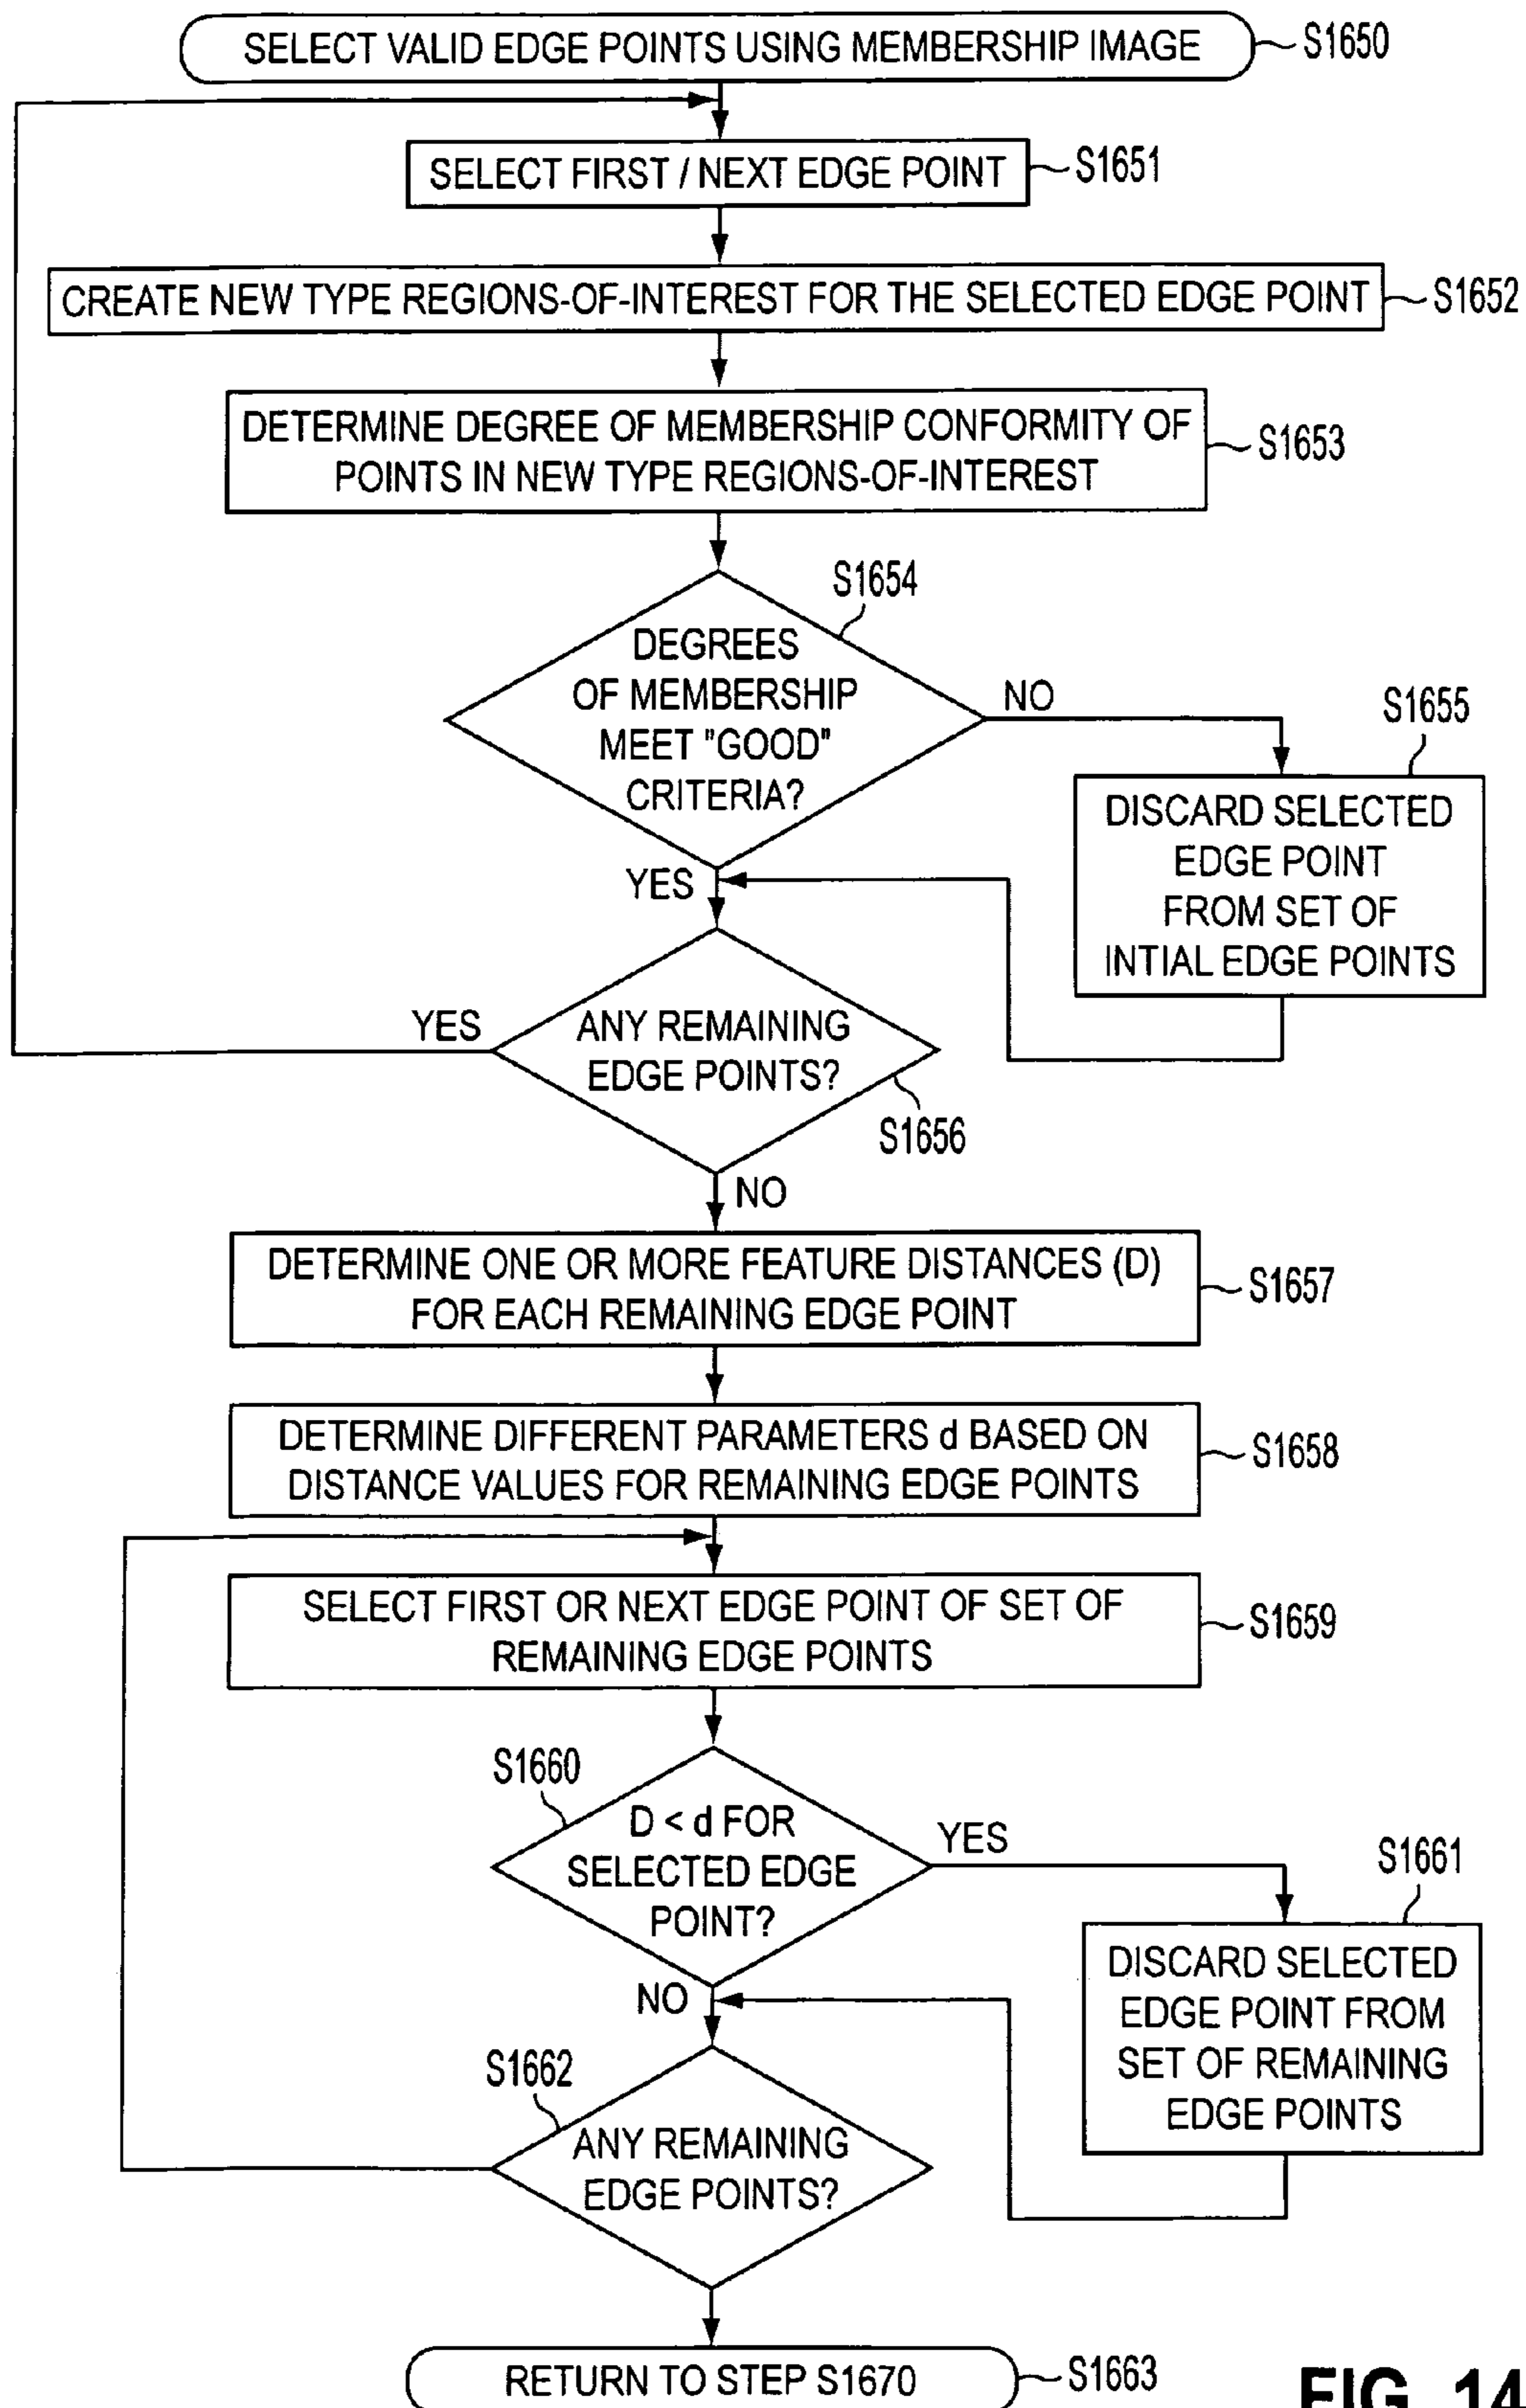 SELECT VALID EDGE POINTS USING MEMBERSHIP IMAGE
S1650
SELECT FIRST / NEXT EDGE POINT
S1651
CREATE NEW TYPE REGIONS-OF-INTEREST FOR THE SELECTED EDGE POINT
S1652
DETERMINE DEGREE OF MEMBERSHIP CONFORMITY OF
POINTS IN NEW TYPE REGIONS-OF-INTEREST
S1653
S1654
DEGREES
OF MEMBERSHIP
MEET "GOOD"
CRITERIA?
NO
S1655
DISCARD SELECTED
EDGE POINT
FROM SET OF
INTIAL EDGE POINTS
YES
YES
ANY REMAINING
EDGE POINTS?
S1656
NO
DETERMINE ONE OR MORE FEATURE DISTANCES (D)
FOR EACH REMAINING EDGE POINT
S1657
DETERMINE DIFFERENT PARAMETERS d BASED ON
DISTANCE VALUES FOR REMAINING EDGE POINTS
S1658
SELECT FIRST OR NEXT EDGE POINT OF SET OF
REMAINING EDGE POINTS
S1659
S1660
D < d FOR
SELECTED EDGE
POINT?
YES
S1661
DISCARD SELECTED
EDGE POINT FROM
SET OF REMAINING
EDGE POINTS
NO
S1662
ANY REMAINING
EDGE POINTS?
RETURN TO STEP S1670
S1663
FIG. 14